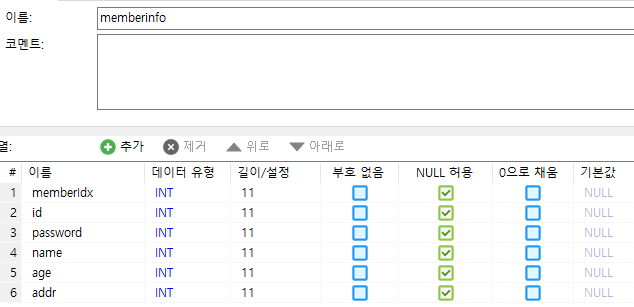 이름: memberinfo
코멘트:
열: 추가 제거 위로 아래로
# 이름 데이터 유형 길이/설정 부호 없음 NULL 허용 0으로 채움 기본값
1 memberIdx INT 11 NULL
2 id INT 11 NULL
3 password INT 11 NULL
4 name INT 11 NULL
5 age INT 11 NULL
6 addr INT 11 NULL